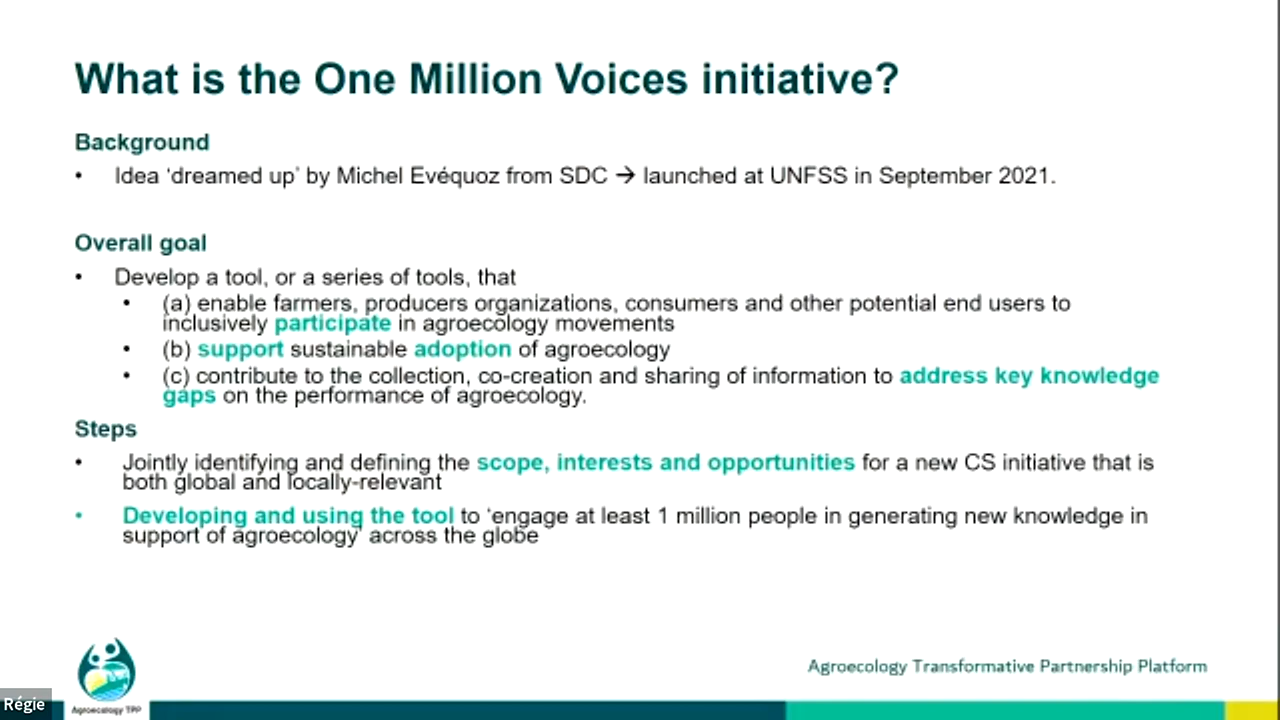 What is the One Million Voices initiative?
Background
• Idea ‘dreamed up’ by Michel Evéquoz from SDC → launched at UNFSS in September 2021.
Overall goal
• Develop a tool, or a series of tools, that
• (a) enable farmers, producers organizations, consumers and other potential end users to
inclusively participate in agroecology movements
• (b) support sustainable adoption of agroecology
• (c) contribute to the collection, co-creation and sharing of information to address key knowledge
gaps on the performance of agroecology.
Steps
• Jointly identifying and defining the scope, interests and opportunities for a new CS initiative that is
both global and locally-relevant
• Developing and using the tool to ‘engage at least 1 million people in generating new knowledge in
support of agroecology’ across the globe
Agroecology Transformative Partnership Platform
Régie
Agroecology TPP